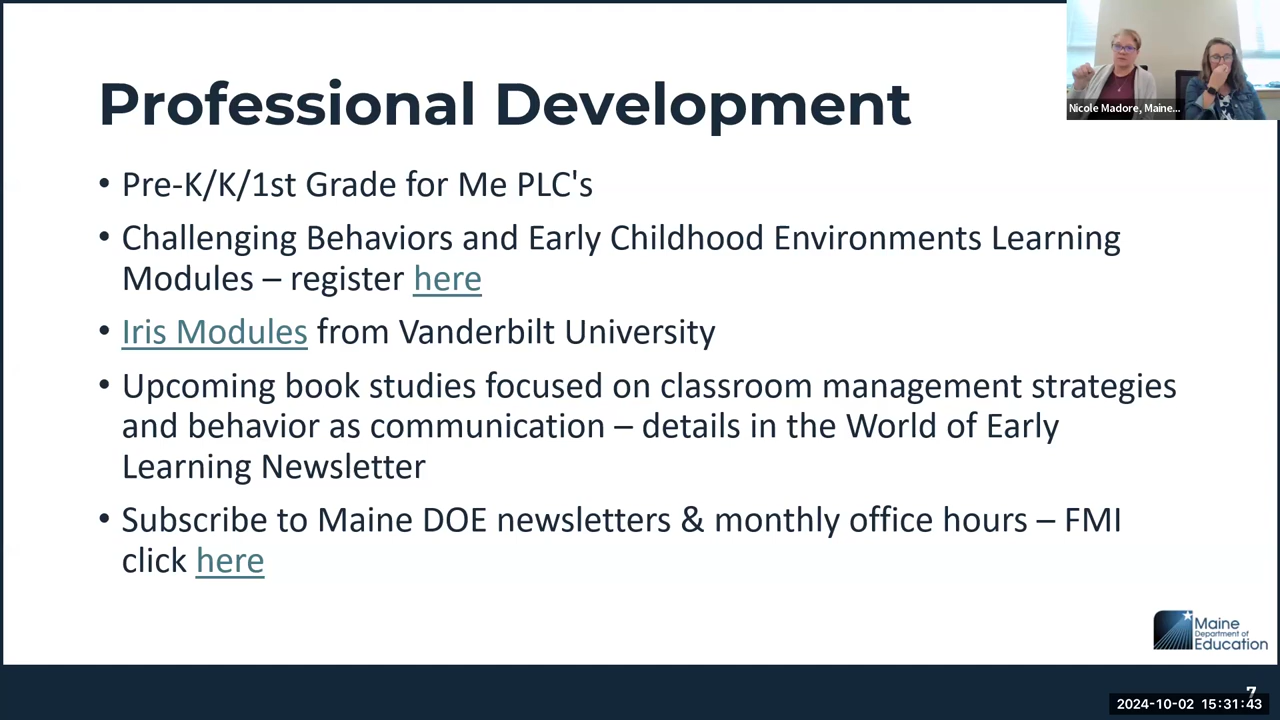 Professional Development
Nicole Madore, Maine...
• Pre-K/K/1st Grade for Me PLC's
• Challenging Behaviors and Early Childhood Environments Learning
Modules – register here
• Iris Modules from Vanderbilt University
• Upcoming book studies focused on classroom management strategies
and behavior as communication – details in the World of Early
Learning Newsletter
• Subscribe to Maine DOE newsletters & monthly office hours – FMI
click here
Maine
Department of
Education
7
2024-10-02 15:31:43